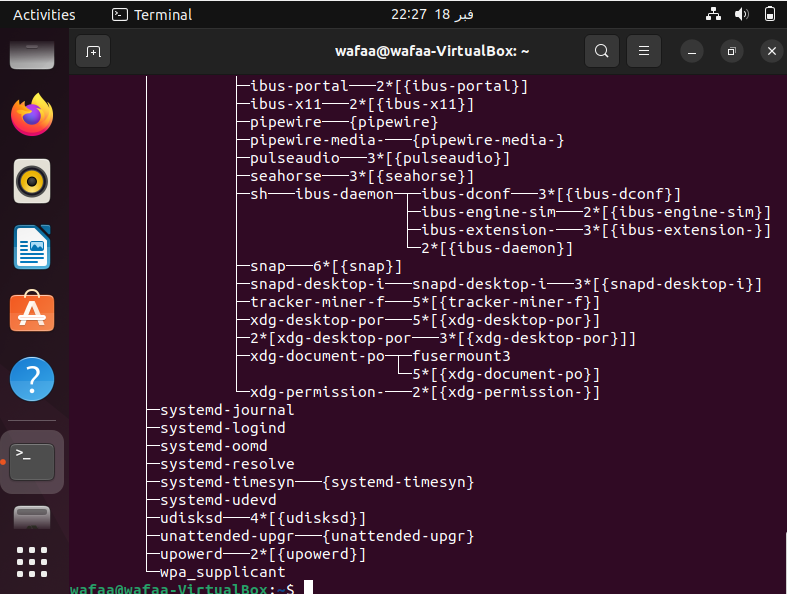 Activities Terminal 22:27 18 فبر
wafaa@wafaa-VirtualBox: ~
├─ibus-portal───2*[{ibus-portal}]
├─ibus-x11───2*[{ibus-x11}]
├─pipewire───{pipewire}
├─pipewire-media-───{pipewire-media-}
├─pulseaudio───3*[{pulseaudio}]
├─seahorse───3*[{seahorse}]
├─sh───ibus-daemon─┬─ibus-dconf───3*[{ibus-dconf}]
├─ibus-engine-sim───2*[{ibus-engine-sim}]
├─ibus-extension-───3*[{ibus-extension-}]
└─2*[{ibus-daemon}]
├─snap───6*[{snap}]
├─snapd-desktop-i───snapd-desktop-i───3*[{snapd-desktop-i}]
├─tracker-miner-f───5*[{tracker-miner-f}]
├─xdg-desktop-por───5*[{xdg-desktop-por}]
├─2*[xdg-desktop-por───3*[{xdg-desktop-por}]]
├─xdg-document-po─┬─fusermount3
└─5*[{xdg-document-po}]
└─xdg-permission-───2*[{xdg-permission-}]
├─systemd-journal
├─systemd-logind
├─systemd-oomd
├─systemd-resolve
├─systemd-timesyn───{systemd-timesyn}
├─systemd-udevd
├─udisksd───4*[{udisksd}]
├─unattended-upgr───{unattended-upgr}
├─upowerd───2*[{upowerd}]
└─wpa_supplicant
wafaa@wafaa-VirtualBox:~$